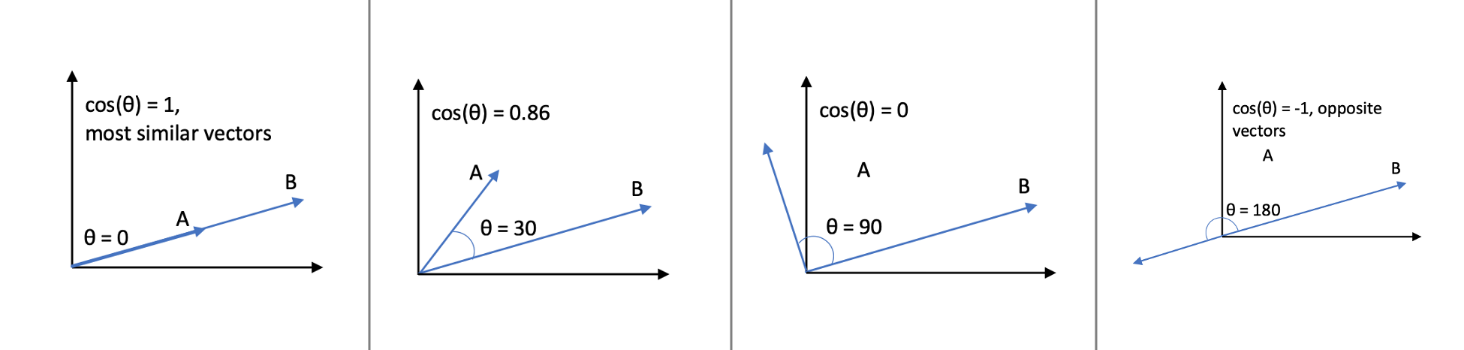 cos(θ) = 1,
most similar vectors
B
A
θ = 0
cos(θ) = 0.86
A
B
θ = 30
cos(θ) = 0
A
B
θ = 90
cos(θ) = -1, opposite
vectors
A
B
θ = 180